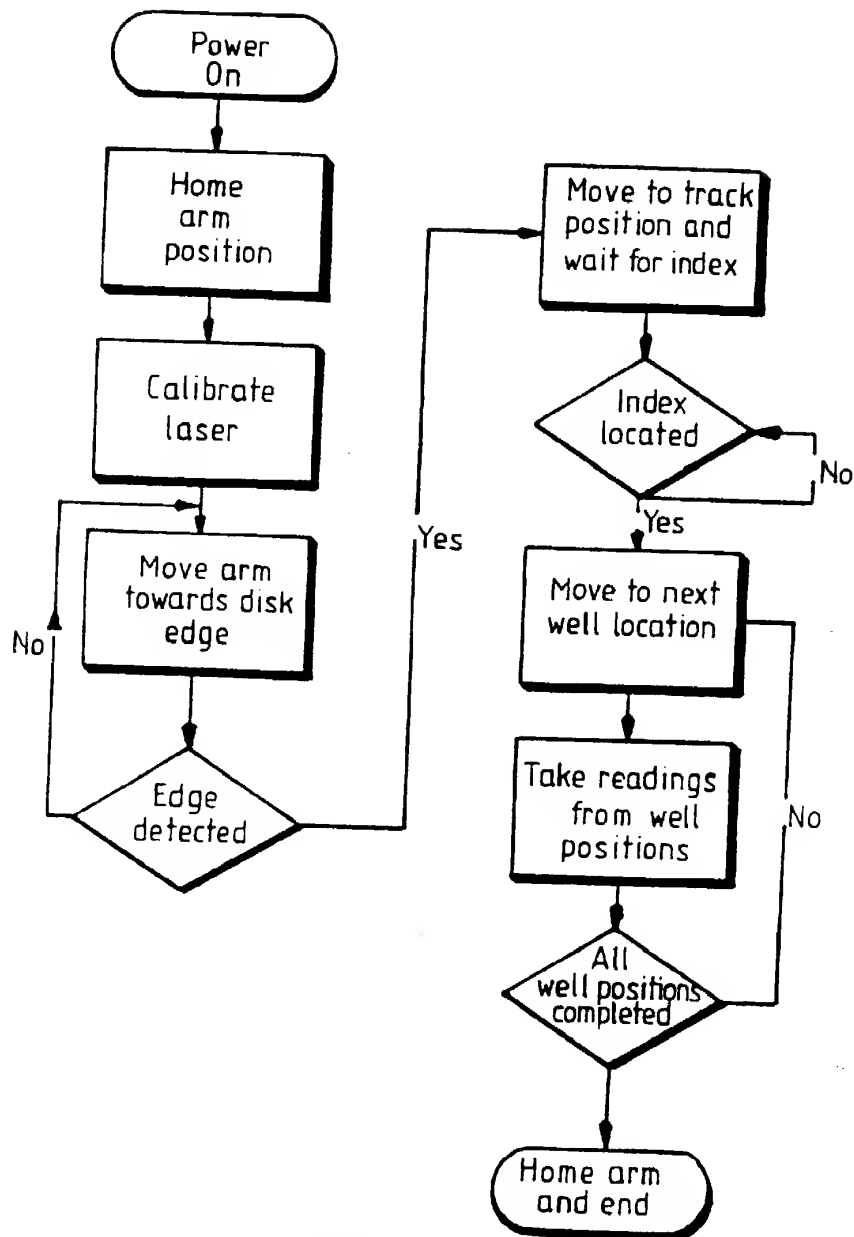 Power
On
Home
arm
position
Calibrate
laser
Move arm
towards disk
edge
No
Edge
detected
Yes
Move to track
position and
wait for index
Index
located
No
Yes
Move to next
well location
Take readings
from well
positions
No
All
well positions
completed
Home arm
and end